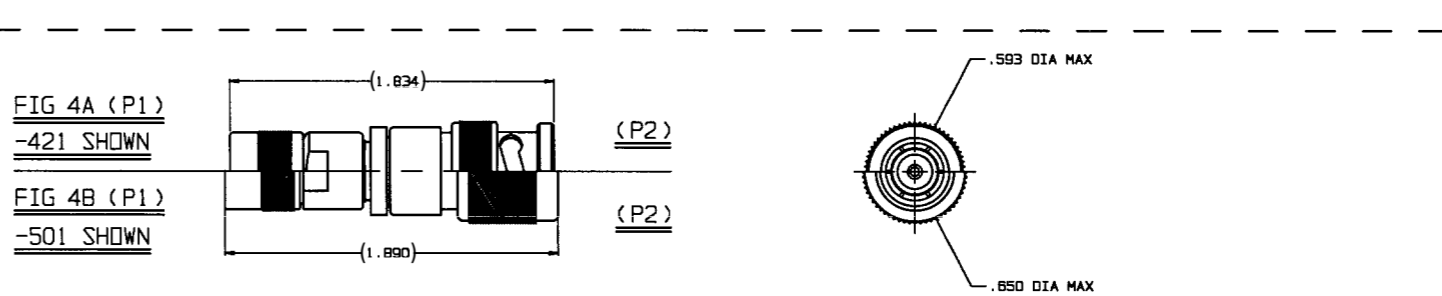 .593 DIA MAX
(1.834)
FIG 4A (P1)
-421 SHOWN
(P2)
FIG 4B (P1)
-501 SHOWN
(P2)
(1.890)
.650 DIA MAX